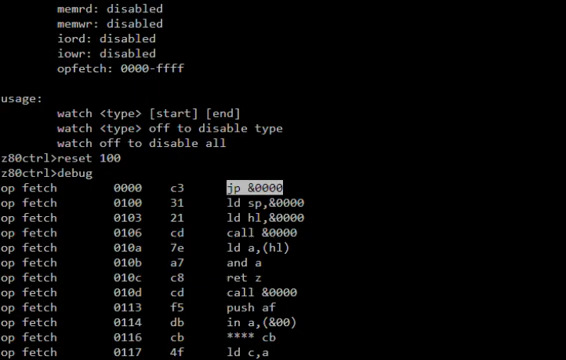 memrd: disabled
memwr: disabled
iord: disabled
iowr: disabled
opfetch: 0000-ffff
usage:
watch <type> [start] [end]
watch <type> off to disable type
watch off to disable all
z80ctrl>reset 100
z80ctrl>debug
op fetch 0000 c3 jp &0000
op fetch 0100 31 ld sp,&0000
op fetch 0103 21 ld hl,&0000
op fetch 0106 cd call &0000
op fetch 010a 7e ld a,(hl)
op fetch 010b a7 and a
op fetch 010c c8 ret z
op fetch 010d cd call &0000
op fetch 0113 f5 push af
op fetch 0114 db in a,(&00)
op fetch 0116 cb **** cb
op fetch 0117 4f ld c,a